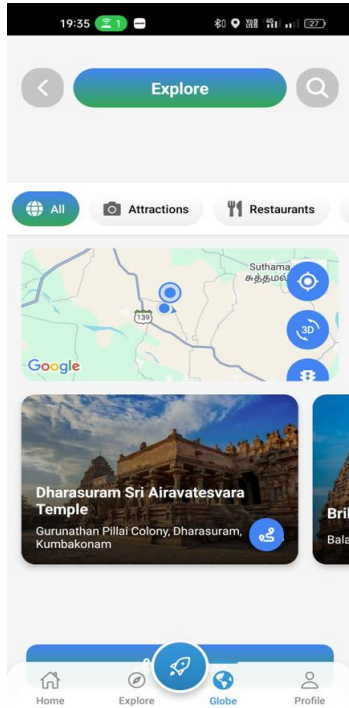 19:35
1
27
Explore
All
Attractions
Restaurants
Suthama
சுத்தமல்
139
3D
Google
Dharasuram Sri Airavatesvara
Temple
Gurunathan Pillai Colony, Dharasuram,
Kumbakonam
Bri
Bala
Home
Explore
Globe
Profile